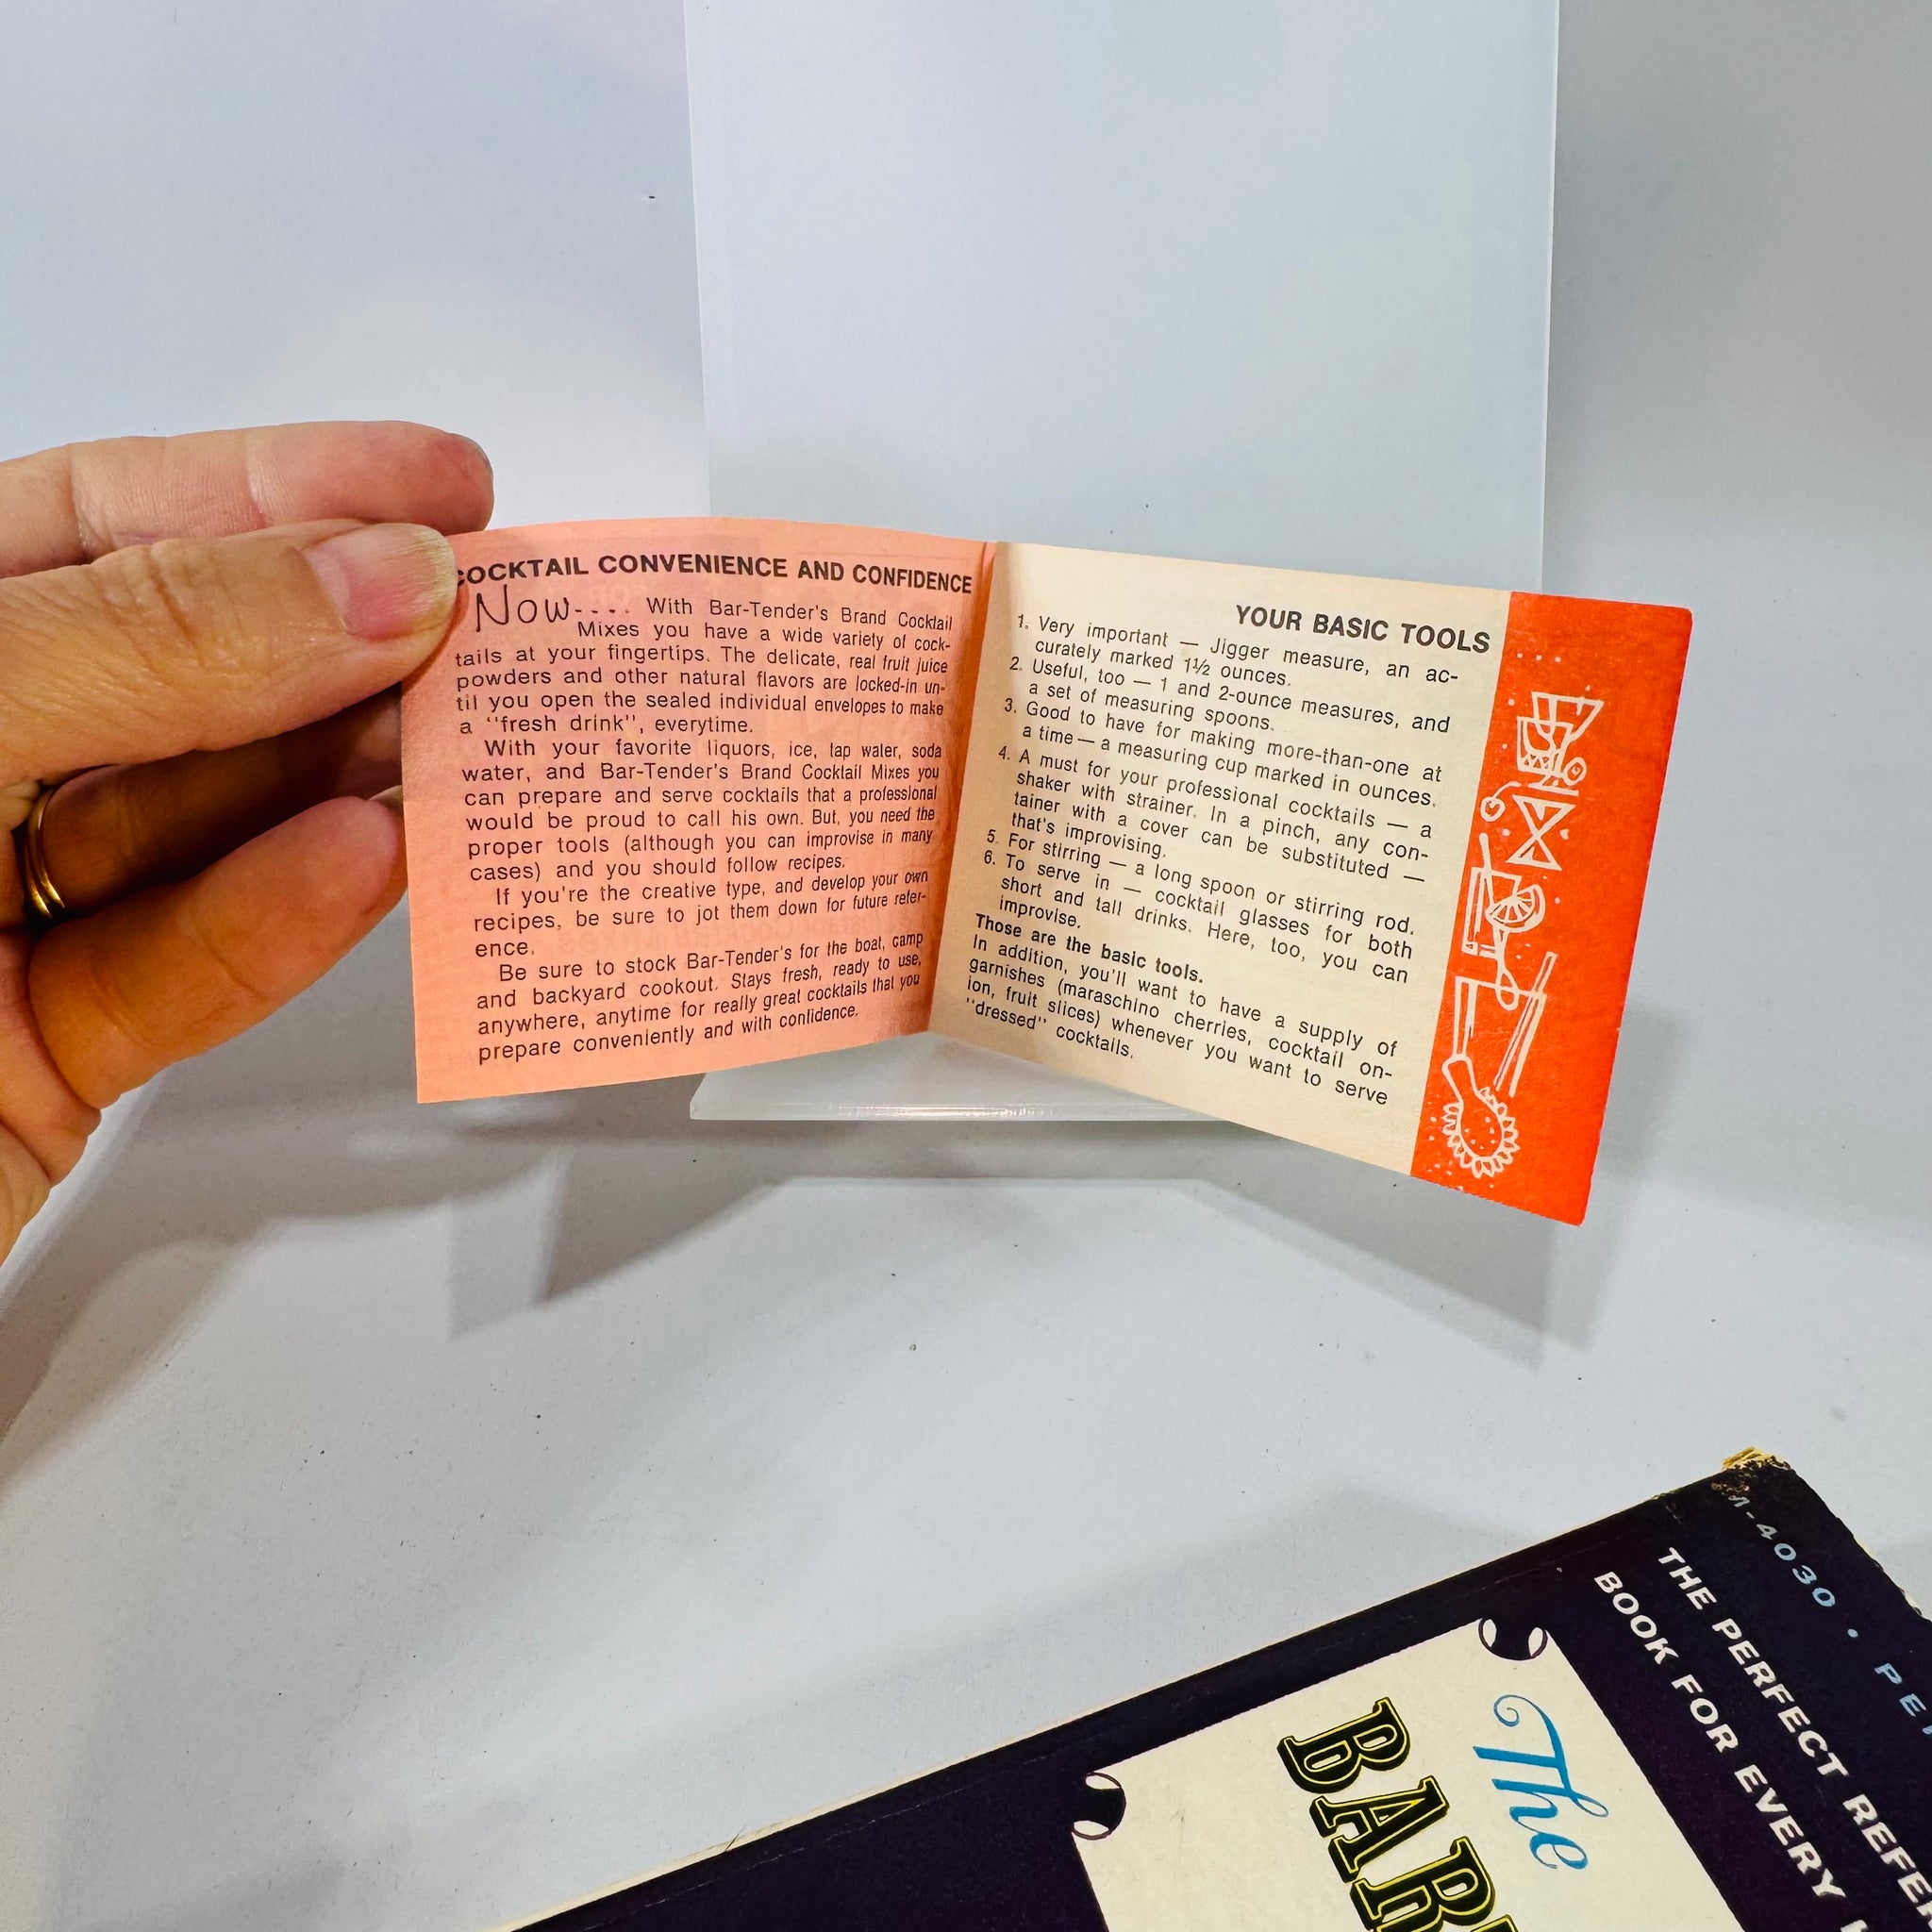 COCKTAIL CONVENIENCE AND CONFIDENCE
Now---- With Bar-Tender's Brand Cocktail
Mixes you have a wide variety of cock-
tails at your fingertips. The delicate, real fruit juice
powders and other natural flavors are locked-in un-
til you open the sealed individual envelopes to make
a "fresh drink", everytime.
With your favorite liquors, ice, tap water, soda
water, and Bar-Tender's Brand Cocktail Mixes you
can prepare and serve cocktails that a professional
would be proud to call his own. But, you need the
proper tools (although you can improvise in many
cases) and you should follow recipes.
If you're the creative type, and develop your own
recipes, be sure to jot them down for future refer-
ence.
Be sure to stock Bar-Tender's for the boat, camp
and backyard cookout. Stays fresh, ready to use,
anywhere, anytime for really great cocktails that you
prepare conveniently and with confidence.
YOUR BASIC TOOLS
1. Very important — Jigger measure, an ac-
curately marked 1½ ounces.
2. Useful, too — 1 and 2-ounce measures, and
a set of measuring spoons.
3. Good to have for making more-than-one at
a time — a measuring cup marked in ounces.
4. A must for your professional cocktails — a
shaker with strainer. In a pinch, any con-
tainer with a cover can be substituted —
that's improvising.
5. For stirring — a long spoon or stirring rod.
6. To serve in — cocktail glasses for both
short and tall drinks. Here, too, you can
improvise.
Those are the basic tools.
In addition, you'll want to have a supply of
garnishes (maraschino cherries, cocktail on-
ion, fruit slices) whenever you want to serve
"dressed" cocktails.
-4030 •
THE PERFECT
BOOK FOR EVERY
The